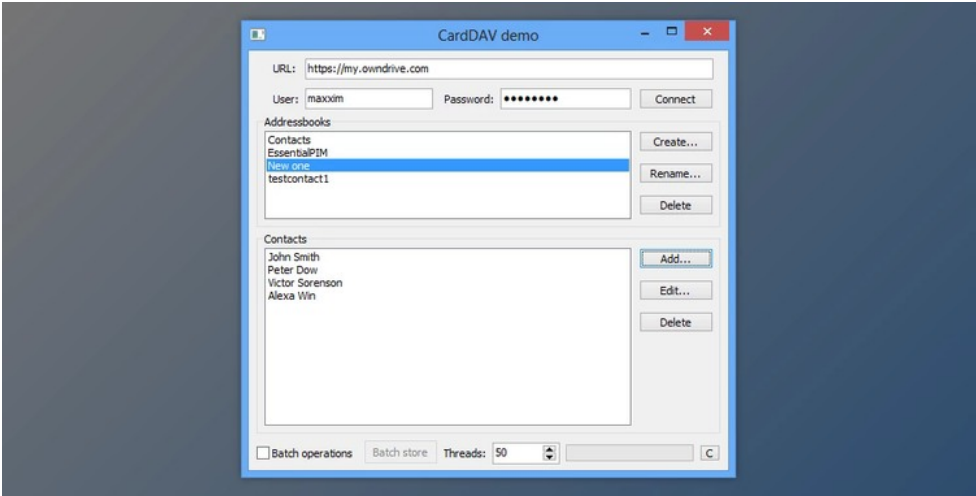 CardDAV demo
URL: https://my.owndrive.com
User: maxxim Password: ●●●●●●●● Connect
Addressbooks
Contacts Create...
EssentialPIM
New one Rename...
testcontact1
Delete
Contacts
John Smith Add...
Peter Dow
Victor Sorenson Edit...
Alexa Win
Delete
Batch operations Batch store Threads: 50 C